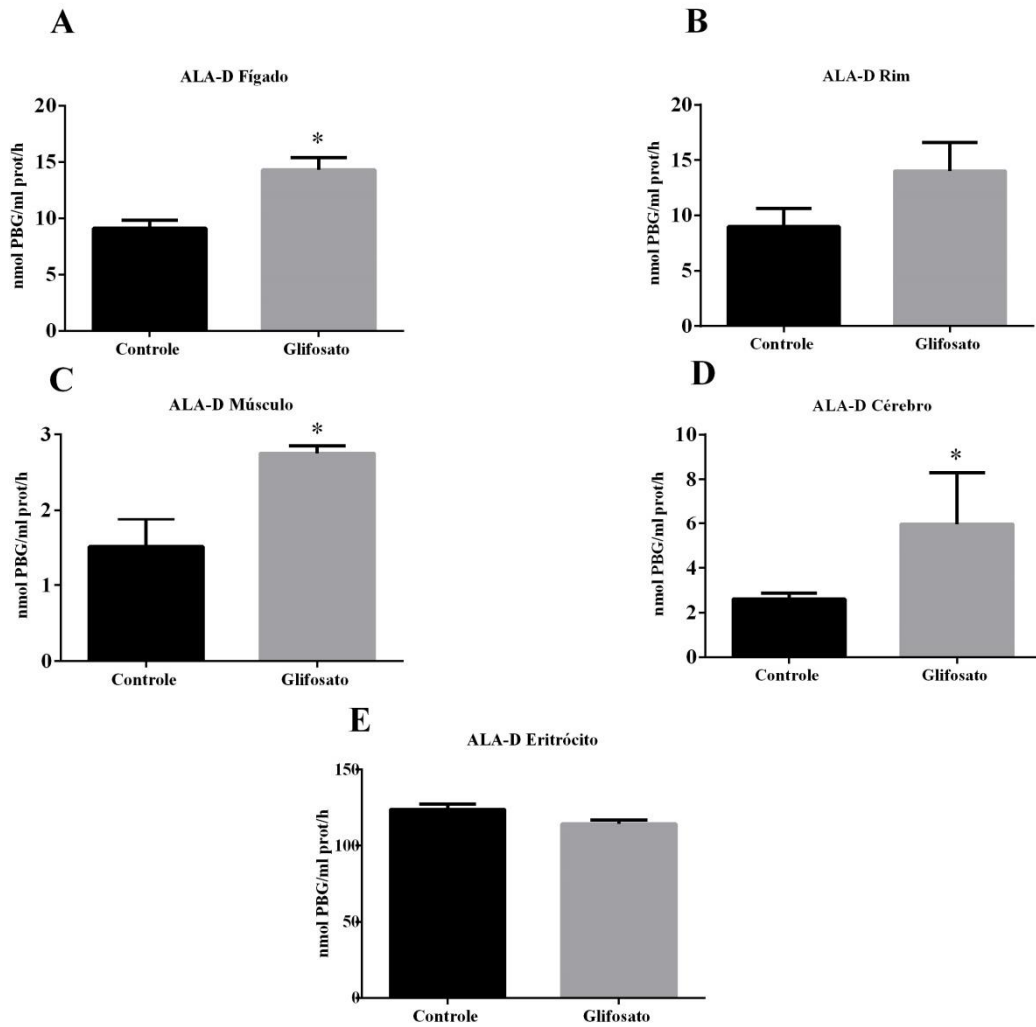 A
ALA-D Fígado
nmol PBG/ml prot/h
20
15
10
5
0
*
Controle
Glifosato
B
ALA-D Rim
nmol PBG/ml prot/h
20
15
10
5
0
Controle
Glifosato
C
ALA-D Músculo
nmol PBG/ml prot/h
3
2
1
0
*
Controle
Glifosato
D
ALA-D Cérebro
nmol PBG/ml prot/h
10
8
6
4
2
0
*
Controle
Glifosato
E
ALA-D Eritrócito
nmol PBG/ml prot/h
150
100
50
0
Controle
Glifosato